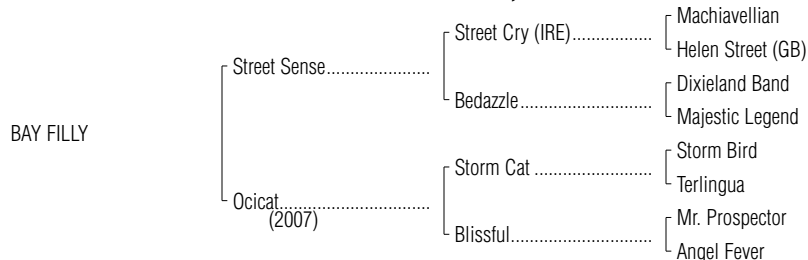 Machiavellian
Street Cry (IRE)..................
Helen Street (GB)
Street Sense.......................
Dixieland Band
Bedazzle..............................
Majestic Legend
BAY FILLY
Storm Bird
Storm Cat ...........................
Terlingua
Ocicat..................................
(2007)
Mr. Prospector
Blissful................................
Angel Fever